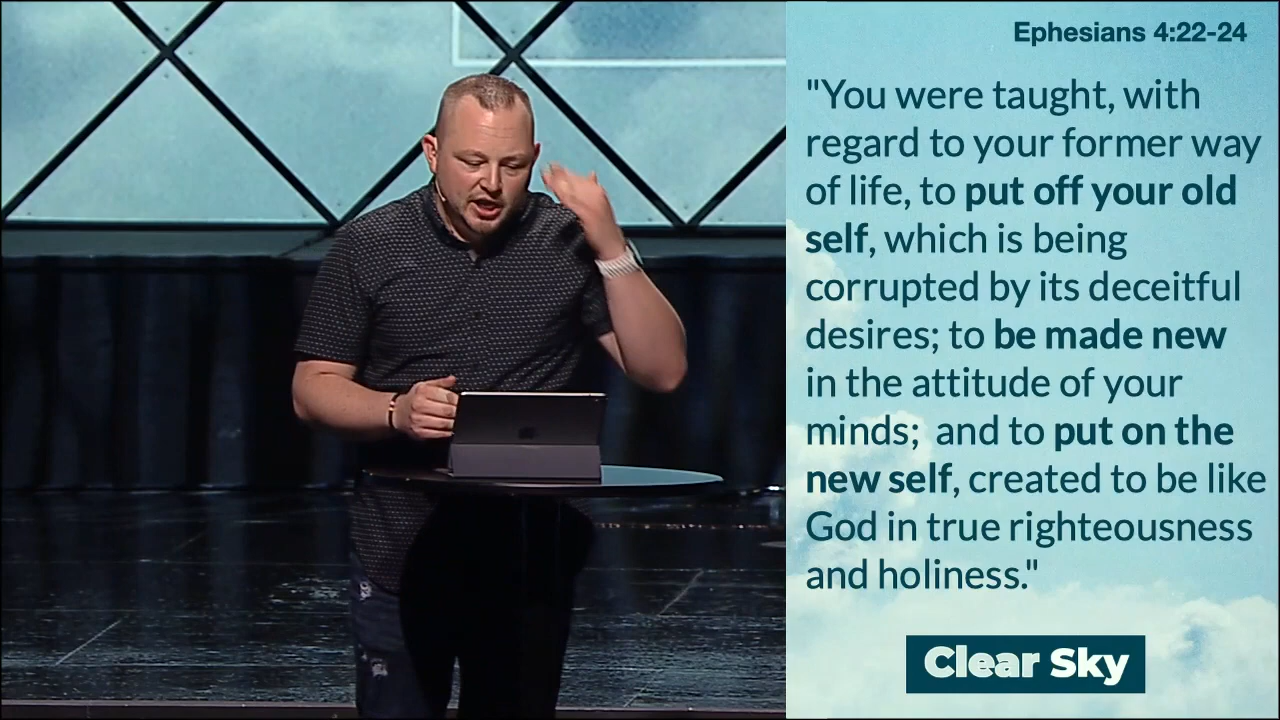 Ephesians 4:22-24
"You were taught, with
regard to your former way
of life, to put off your old
self, which is being
corrupted by its deceitful
desires; to be made new
in the attitude of your
minds;  and to put on the
new self, created to be like
God in true righteousness
and holiness."
Clear Sky